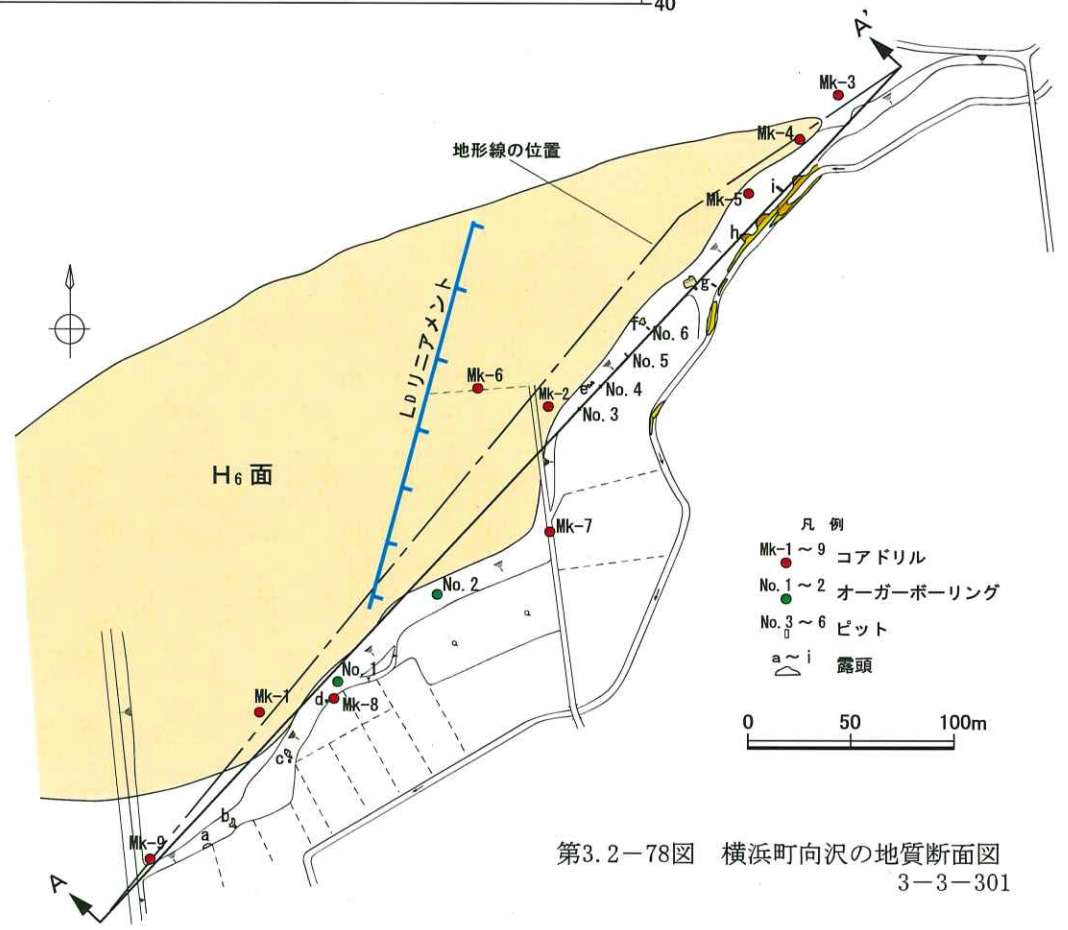 40
A'
Mk-3
Mk-4
地形線の位置
i
Mk-5
h
g
f
No.6
LDリニアメント
No.5
Mk-6
e
No.4
Mk-2
No.3
H6面
Mk-7
凡 例
Mk-1～9 コアドリル
No.1～2 オーガーボーリング
No.3～6 ピット
a～i 露頭
No.2
No.1
Mk-1
d
Mk-8
0 50 100m
c
b
a
Mk-9
A
第3.2-78図 横浜町向沢の地質断面図
3-3-301